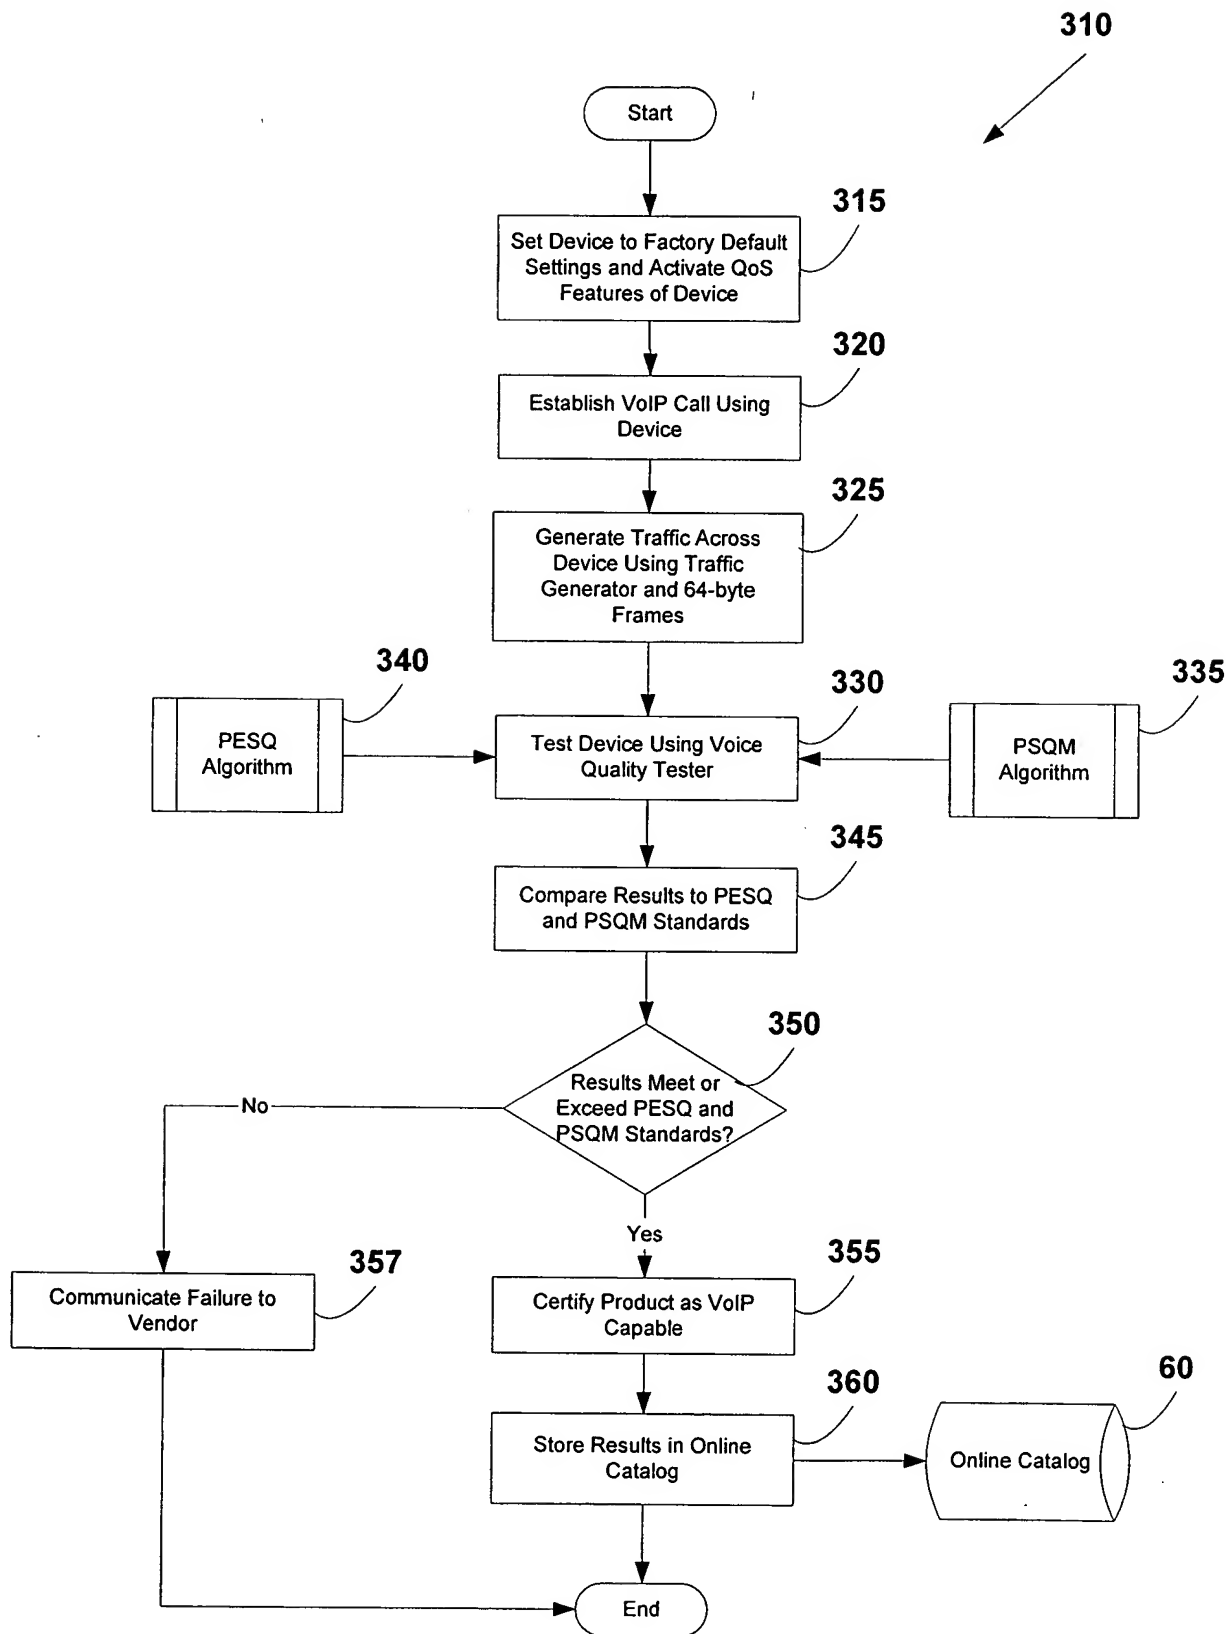 310
Start
315
Set Device to Factory Default
Settings and Activate QoS
Features of Device
320
Establish VoIP Call Using
Device
325
Generate Traffic Across
Device Using Traffic
Generator and 64-byte
Frames
340
PESQ
Algorithm
330
Test Device Using Voice
Quality Tester
335
PSQM
Algorithm
345
Compare Results to PESQ
and PSQM Standards
350
Results Meet or
Exceed PESQ and
PSQM Standards?
No
Yes
357
Communicate Failure to
Vendor
355
Certify Product as VoIP
Capable
360
Store Results in Online
Catalog
60
Online Catalog
End